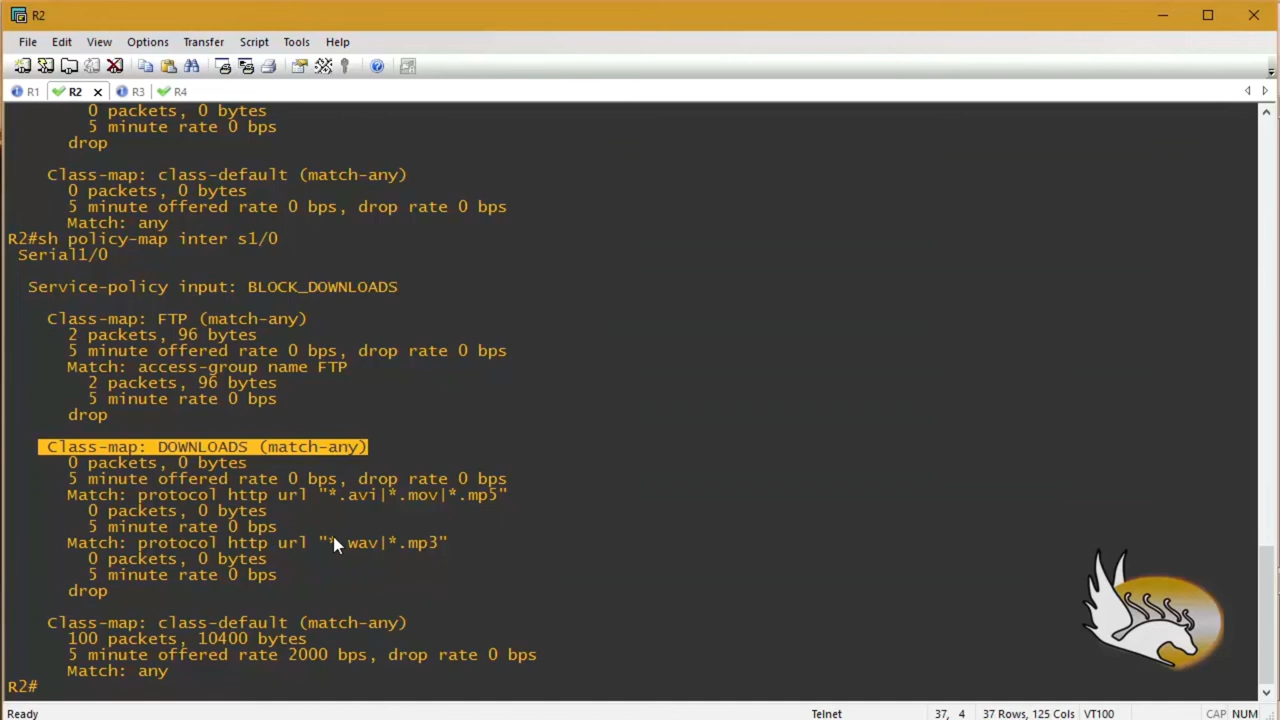 R2
File Edit View Options Transfer Script Tools Help
R1 R2 R3 R4
0 packets, 0 bytes
5 minute rate 0 bps
drop
Class-map: class-default (match-any)
0 packets, 0 bytes
5 minute offered rate 0 bps, drop rate 0 bps
Match: any
R2#sh policy-map inter s1/0
Serial1/0
Service-policy input: BLOCK_DOWNLOADS
Class-map: FTP (match-any)
2 packets, 96 bytes
5 minute offered rate 0 bps, drop rate 0 bps
Match: access-group name FTP
2 packets, 96 bytes
5 minute rate 0 bps
drop
Class-map: DOWNLOADS (match-any)
0 packets, 0 bytes
5 minute offered rate 0 bps, drop rate 0 bps
Match: protocol http url "*.avi|*.mov|*.mp5"
0 packets, 0 bytes
5 minute rate 0 bps
Match: protocol http url "*.wav|*.mp3"
0 packets, 0 bytes
5 minute rate 0 bps
drop
Class-map: class-default (match-any)
100 packets, 10400 bytes
5 minute offered rate 2000 bps, drop rate 0 bps
Match: any
R2#
Ready Telnet 37, 4 37 Rows, 125 Cols VT100 CAP NUM